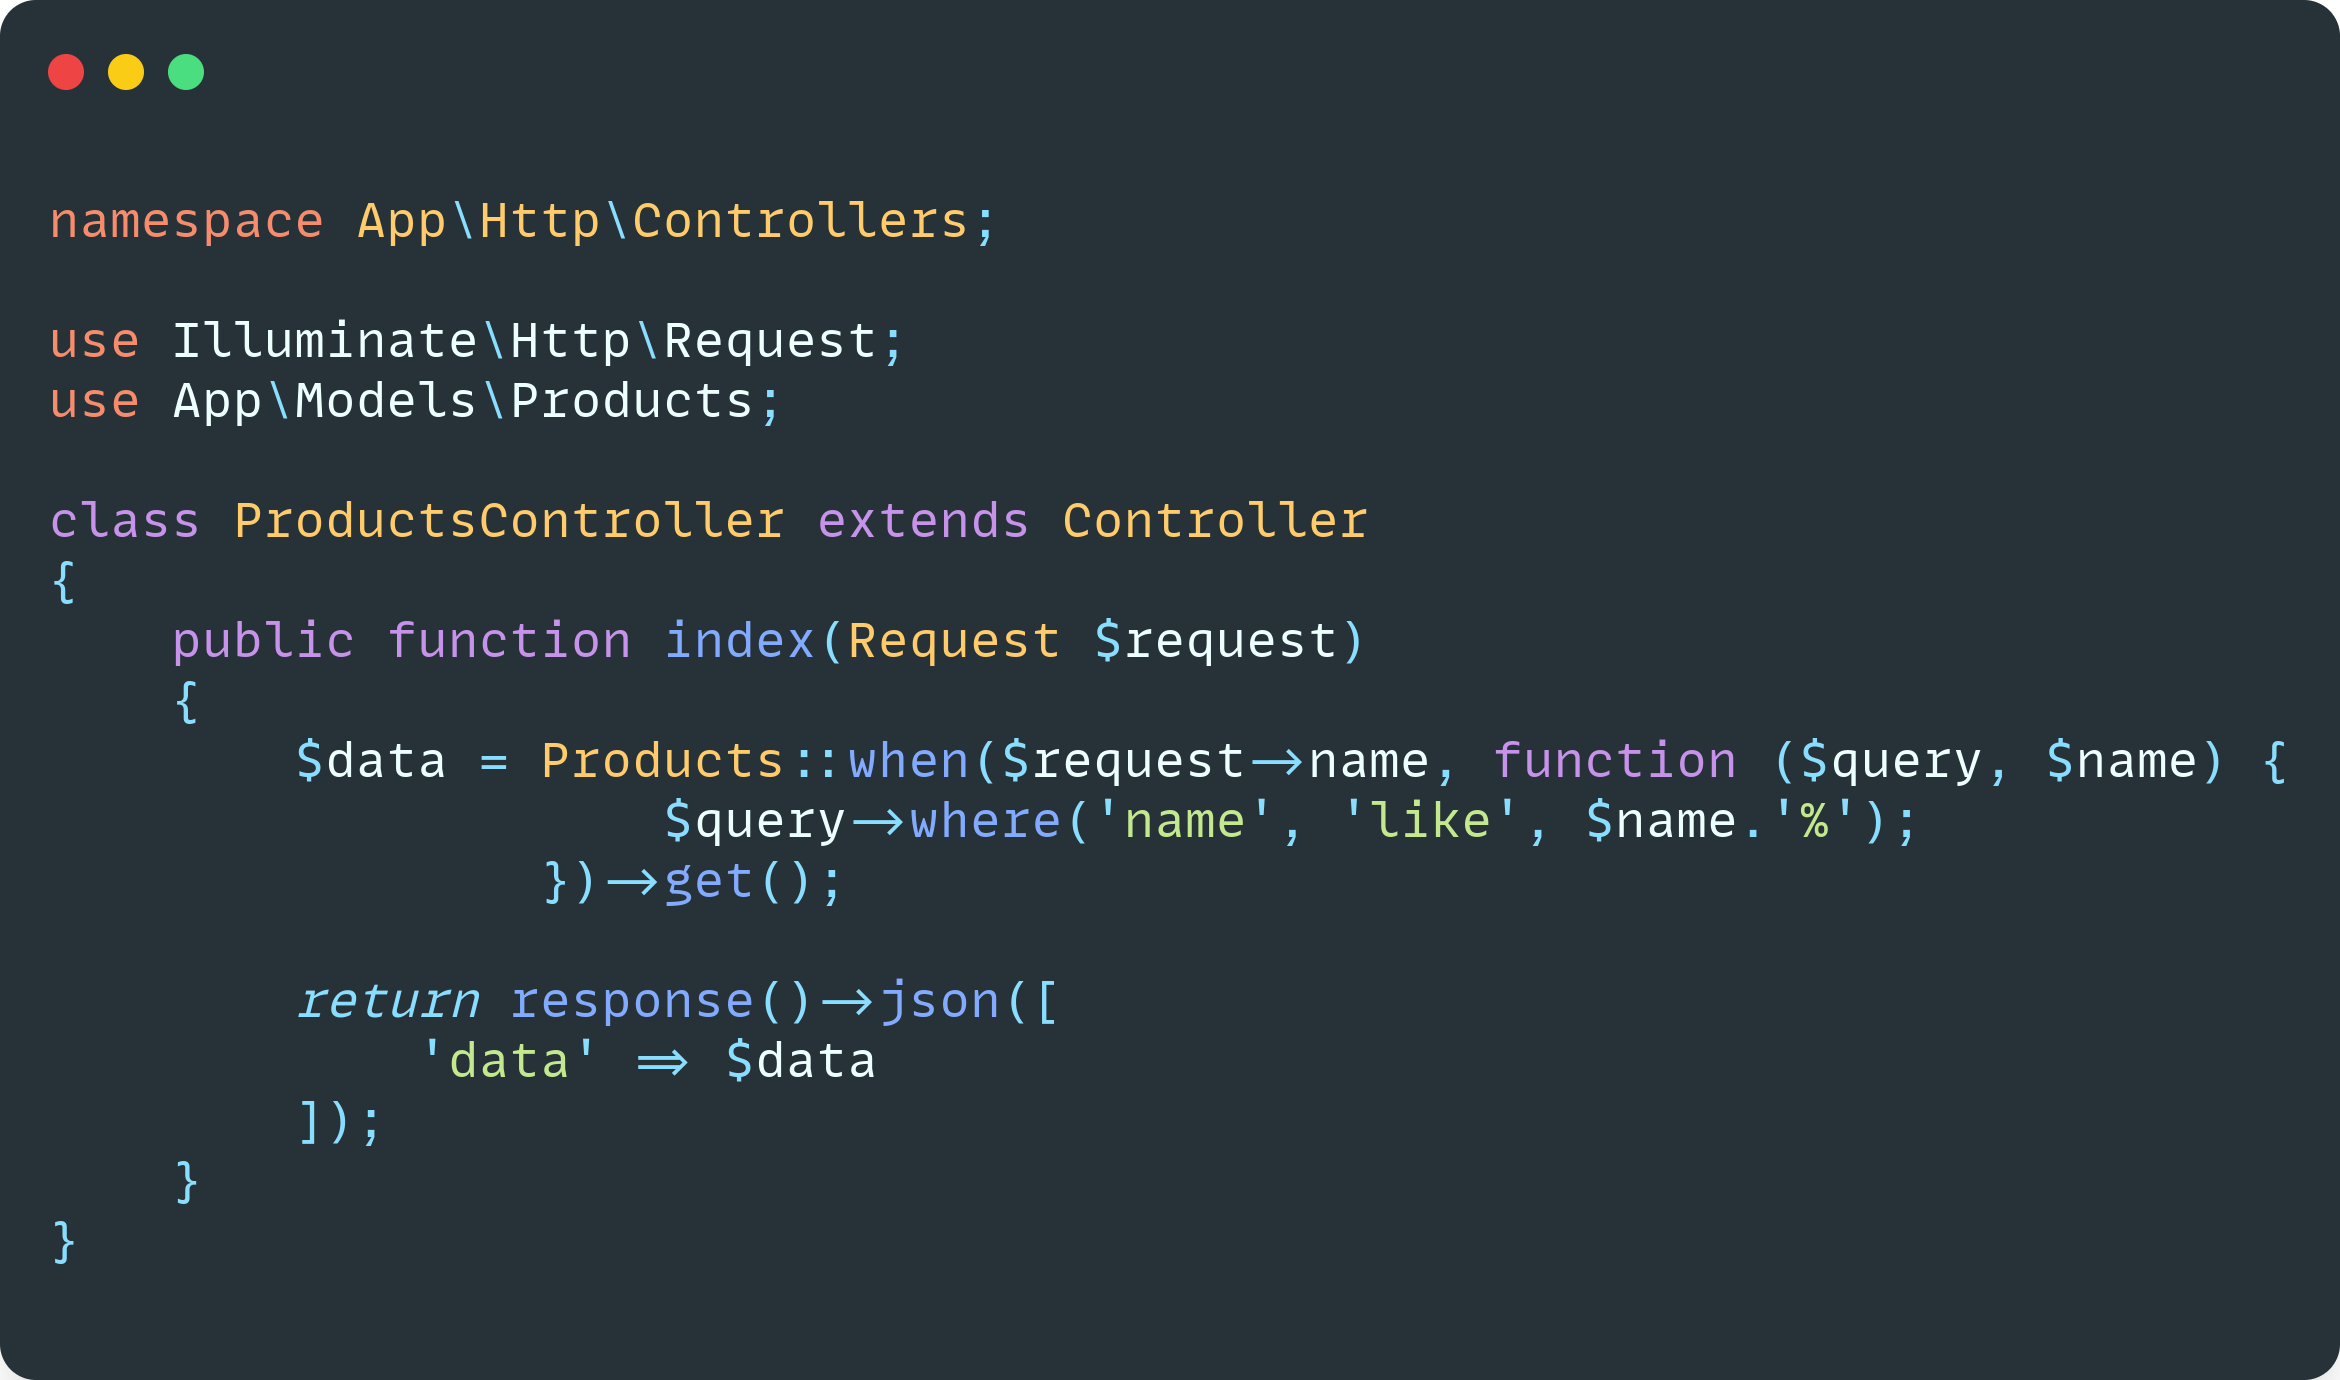 namespace App\Http\Controllers;

use Illuminate\Http\Request;
use App\Models\Products;

class ProductsController extends Controller
{
    public function index(Request $request)
    {
        $data = Products::when($request->name, function ($query, $name) {
                    $query->where('name', 'like', $name.'%');
                })->get();

        return response()->json([
            'data' => $data
        ]);
    }
}